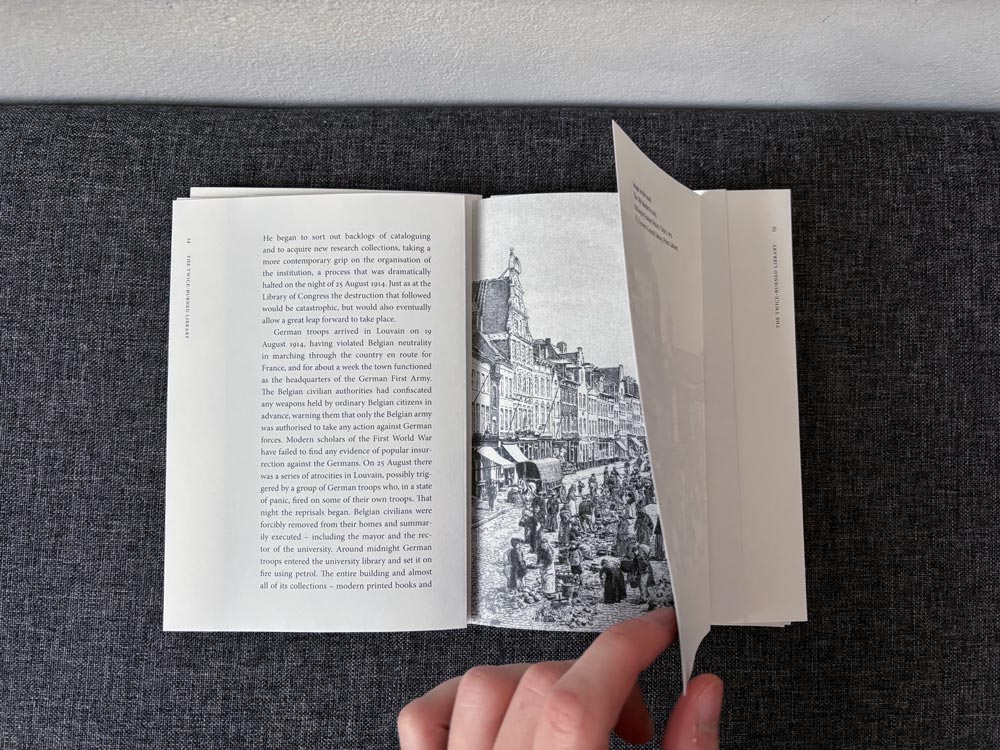 14
THE TWICE-BURNED LIBRARY
He began to sort out backlogs of cataloguing
and to acquire new research collections, taking a
more contemporary grip on the organisation of
the institution, a process that was dramatically
halted on the night of 25 August 1914. Just as at the
Library of Congress the destruction that followed
would be catastrophic, but would also eventually
allow a great leap forward to take place.
German troops arrived in Louvain on 19
August 1914, having violated Belgian neutrality
in marching through the country en route for
France, and for about a week the town functioned
as the headquarters of the German First Army.
The Belgian civilian authorities had confiscated
any weapons held by ordinary Belgian citizens in
advance, warning them that only the Belgian army
was authorised to take any action against German
forces. Modern scholars of the First World War
have failed to find any evidence of popular insur-
rection against the Germans. On 25 August there
was a series of atrocities in Louvain, possibly trig-
gered by a group of German troops who, in a state
of panic, fired on some of their own troops. That
night the reprisals began. Belgian civilians were
forcibly removed from their homes and summar-
ily executed – including the mayor and the rec-
tor of the university. Around midnight German
troops entered the university library and set it on
fire using petrol. The entire building and almost
all of its collections – modern printed books and
THE TWICE-BURNED LIBRARY